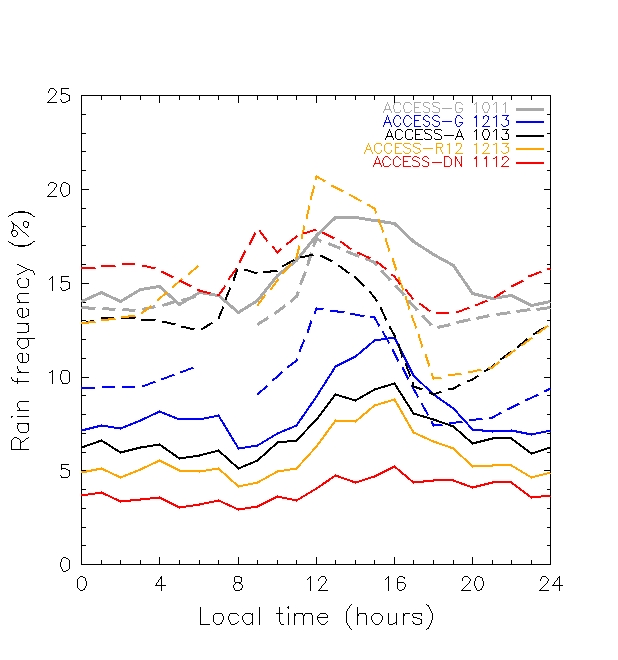 25
ACCESS-G 1011
ACCESS-G 1213
ACCESS-A 1013
ACCESS-R12 1213
ACCESS-DN 1112
20
15
10
5
0
Rain frequency (%)
0 4 8 12 16 20 24
Local time (hours)